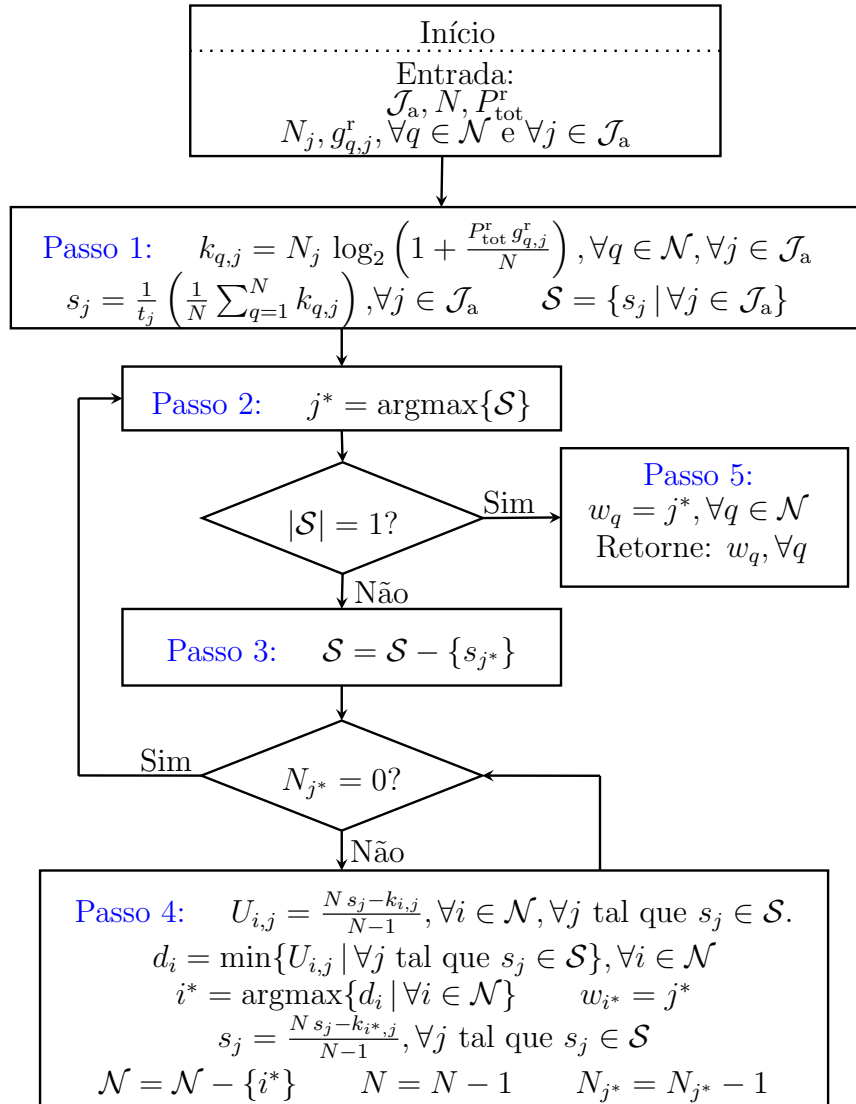 Início
Entrada:
𝒥ₐ, N, P^r_tot
N_j, g^r_{q,j}, ∀q ∈ 𝒩 e ∀j ∈ 𝒥ₐ
Passo 1: k_{q,j} = N_j log₂ (1 + P^r_tot g^r_{q,j} / N), ∀q ∈ 𝒩, ∀j ∈ 𝒥ₐ
s_j = 1/t_j (1/N ∑_{q=1}^{N} k_{q,j}), ∀j ∈ 𝒥ₐ 𝒮 = {s_j | ∀j ∈ 𝒥ₐ}
Passo 2: j* = argmax{𝒮}
|𝒮| = 1?
Sim
Passo 5:
w_q = j*, ∀q ∈ 𝒩
Retorne: w_q, ∀q
Não
Passo 3: 𝒮 = 𝒮 − {s_{j*}}
N_{j*} = 0?
Sim
Não
Passo 4: U_{i,j} = (N s_j − k_{i,j})/(N−1), ∀i ∈ 𝒩, ∀j tal que s_j ∈ 𝒮.
d_i = min{U_{i,j} | ∀j tal que s_j ∈ 𝒮}, ∀i ∈ 𝒩
i* = argmax{d_i | ∀i ∈ 𝒩} w_{i*} = j*
s_j = (N s_j − k_{i*,j})/(N−1), ∀j tal que s_j ∈ 𝒮
𝒩 = 𝒩 − {i*} N = N − 1 N_{j*} = N_{j*} − 1